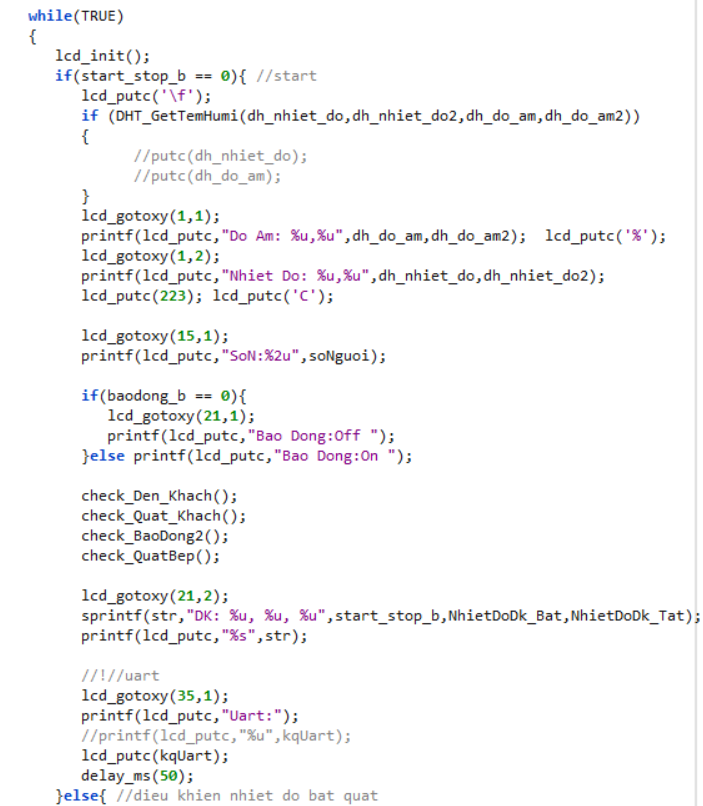 while(TRUE)
{
lcd_init();
if(start_stop_b == 0){ //start
lcd_putc('\f');
if (DHT_GetTemHumi(dh_nhiet_do,dh_nhiet_do2,dh_do_am,dh_do_am2))
{
//putc(dh_nhiet_do);
//putc(dh_do_am);
}
lcd_gotoxy(1,1);
printf(lcd_putc,"Do Am: %u,%u",dh_do_am,dh_do_am2);  lcd_putc('%');
lcd_gotoxy(1,2);
printf(lcd_putc,"Nhiet Do: %u,%u",dh_nhiet_do,dh_nhiet_do2);
lcd_putc(223); lcd_putc('C');
lcd_gotoxy(15,1);
printf(lcd_putc,"SoN:%2u",soNguoi);
if(baodong_b == 0){
lcd_gotoxy(21,1);
printf(lcd_putc,"Bao Dong:Off ");
}else printf(lcd_putc,"Bao Dong:On ");
check_Den_Khach();
check_Quat_Khach();
check_BaoDong2();
check_QuatBep();
lcd_gotoxy(21,2);
sprintf(str,"DK: %u, %u, %u",start_stop_b,NhietDoDk_Bat,NhietDoDk_Tat);
printf(lcd_putc,"%s",str);
//!//uart
lcd_gotoxy(35,1);
printf(lcd_putc,"Uart:");
//printf(lcd_putc,"%u",kqUart);
lcd_putc(kqUart);
delay_ms(50);
}else{ //dieu khien nhiet do bat quat